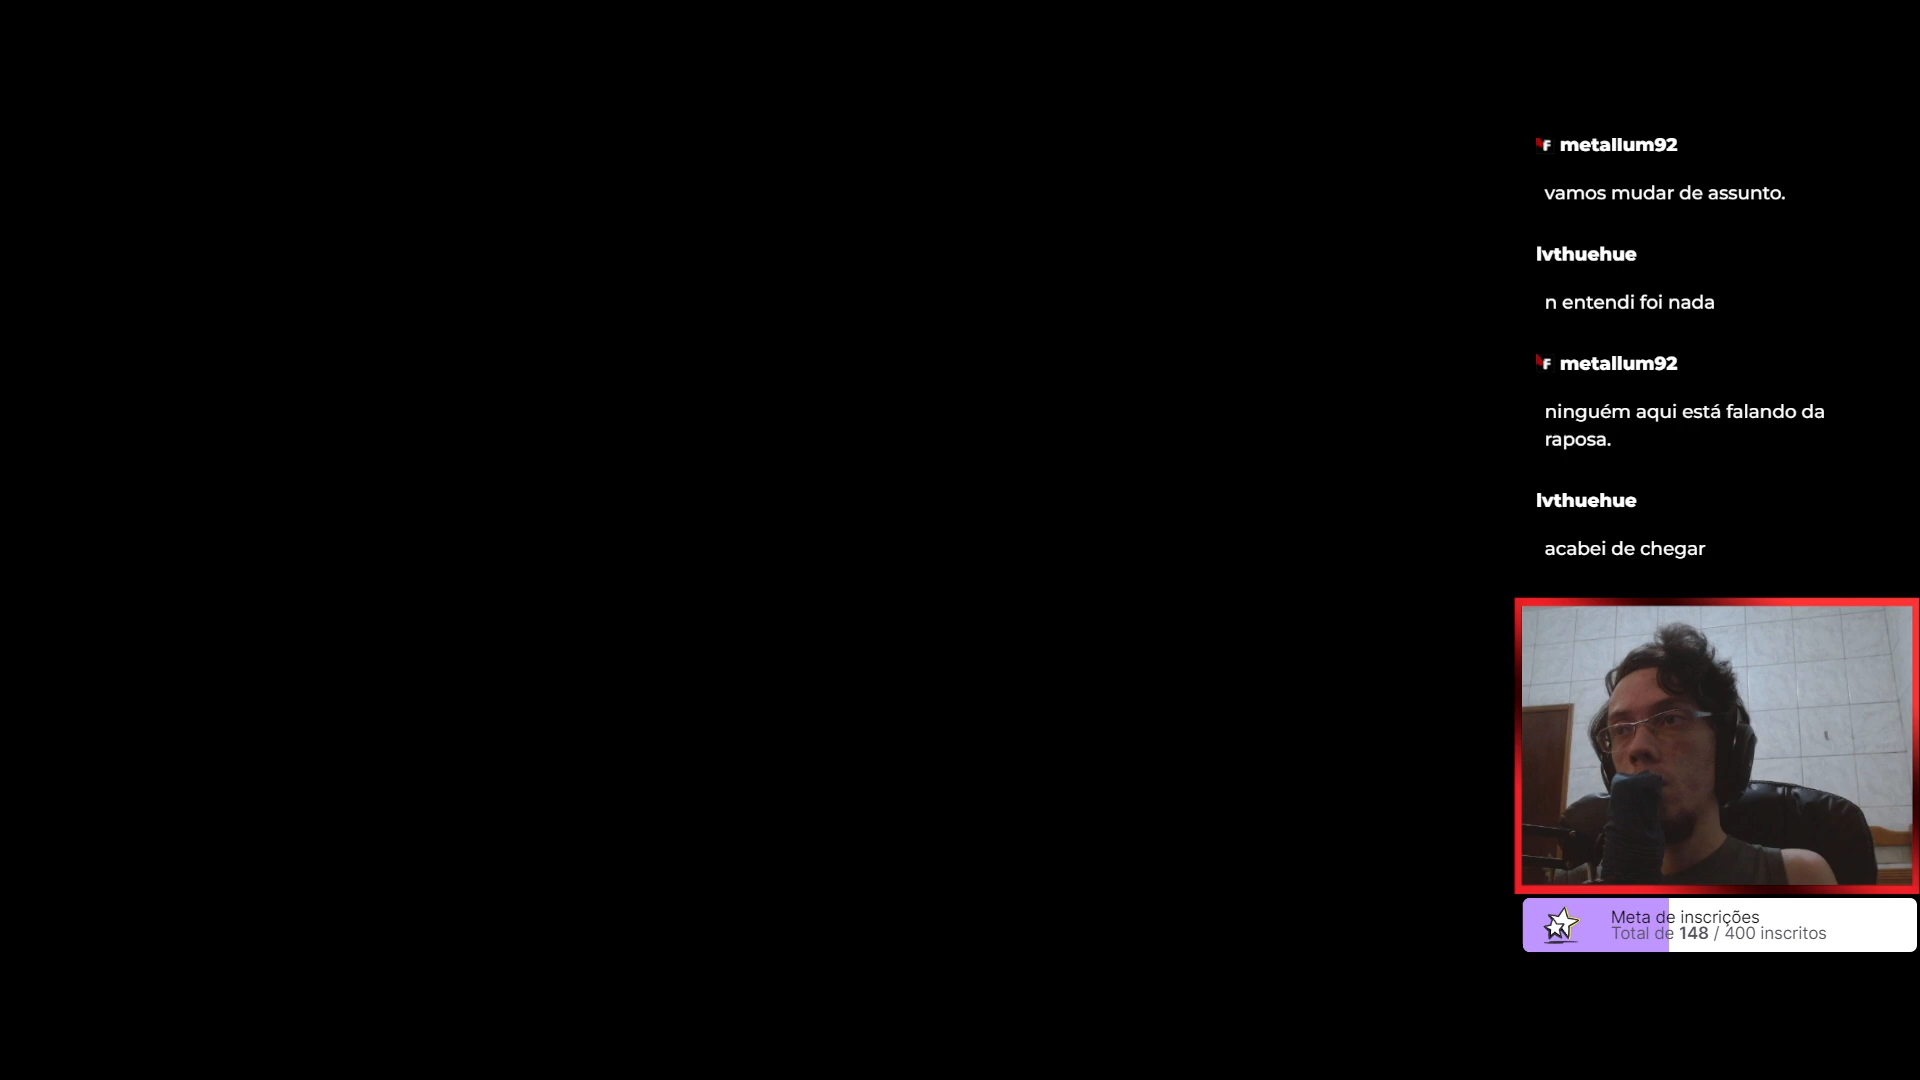 metallum92
vamos mudar de assunto.
lvthuehue
n entendi foi nada
metallum92
ninguém aqui está falando da
raposa.
lvthuehue
acabei de chegar
Meta de inscrições
Total de 148 / 400 inscritos